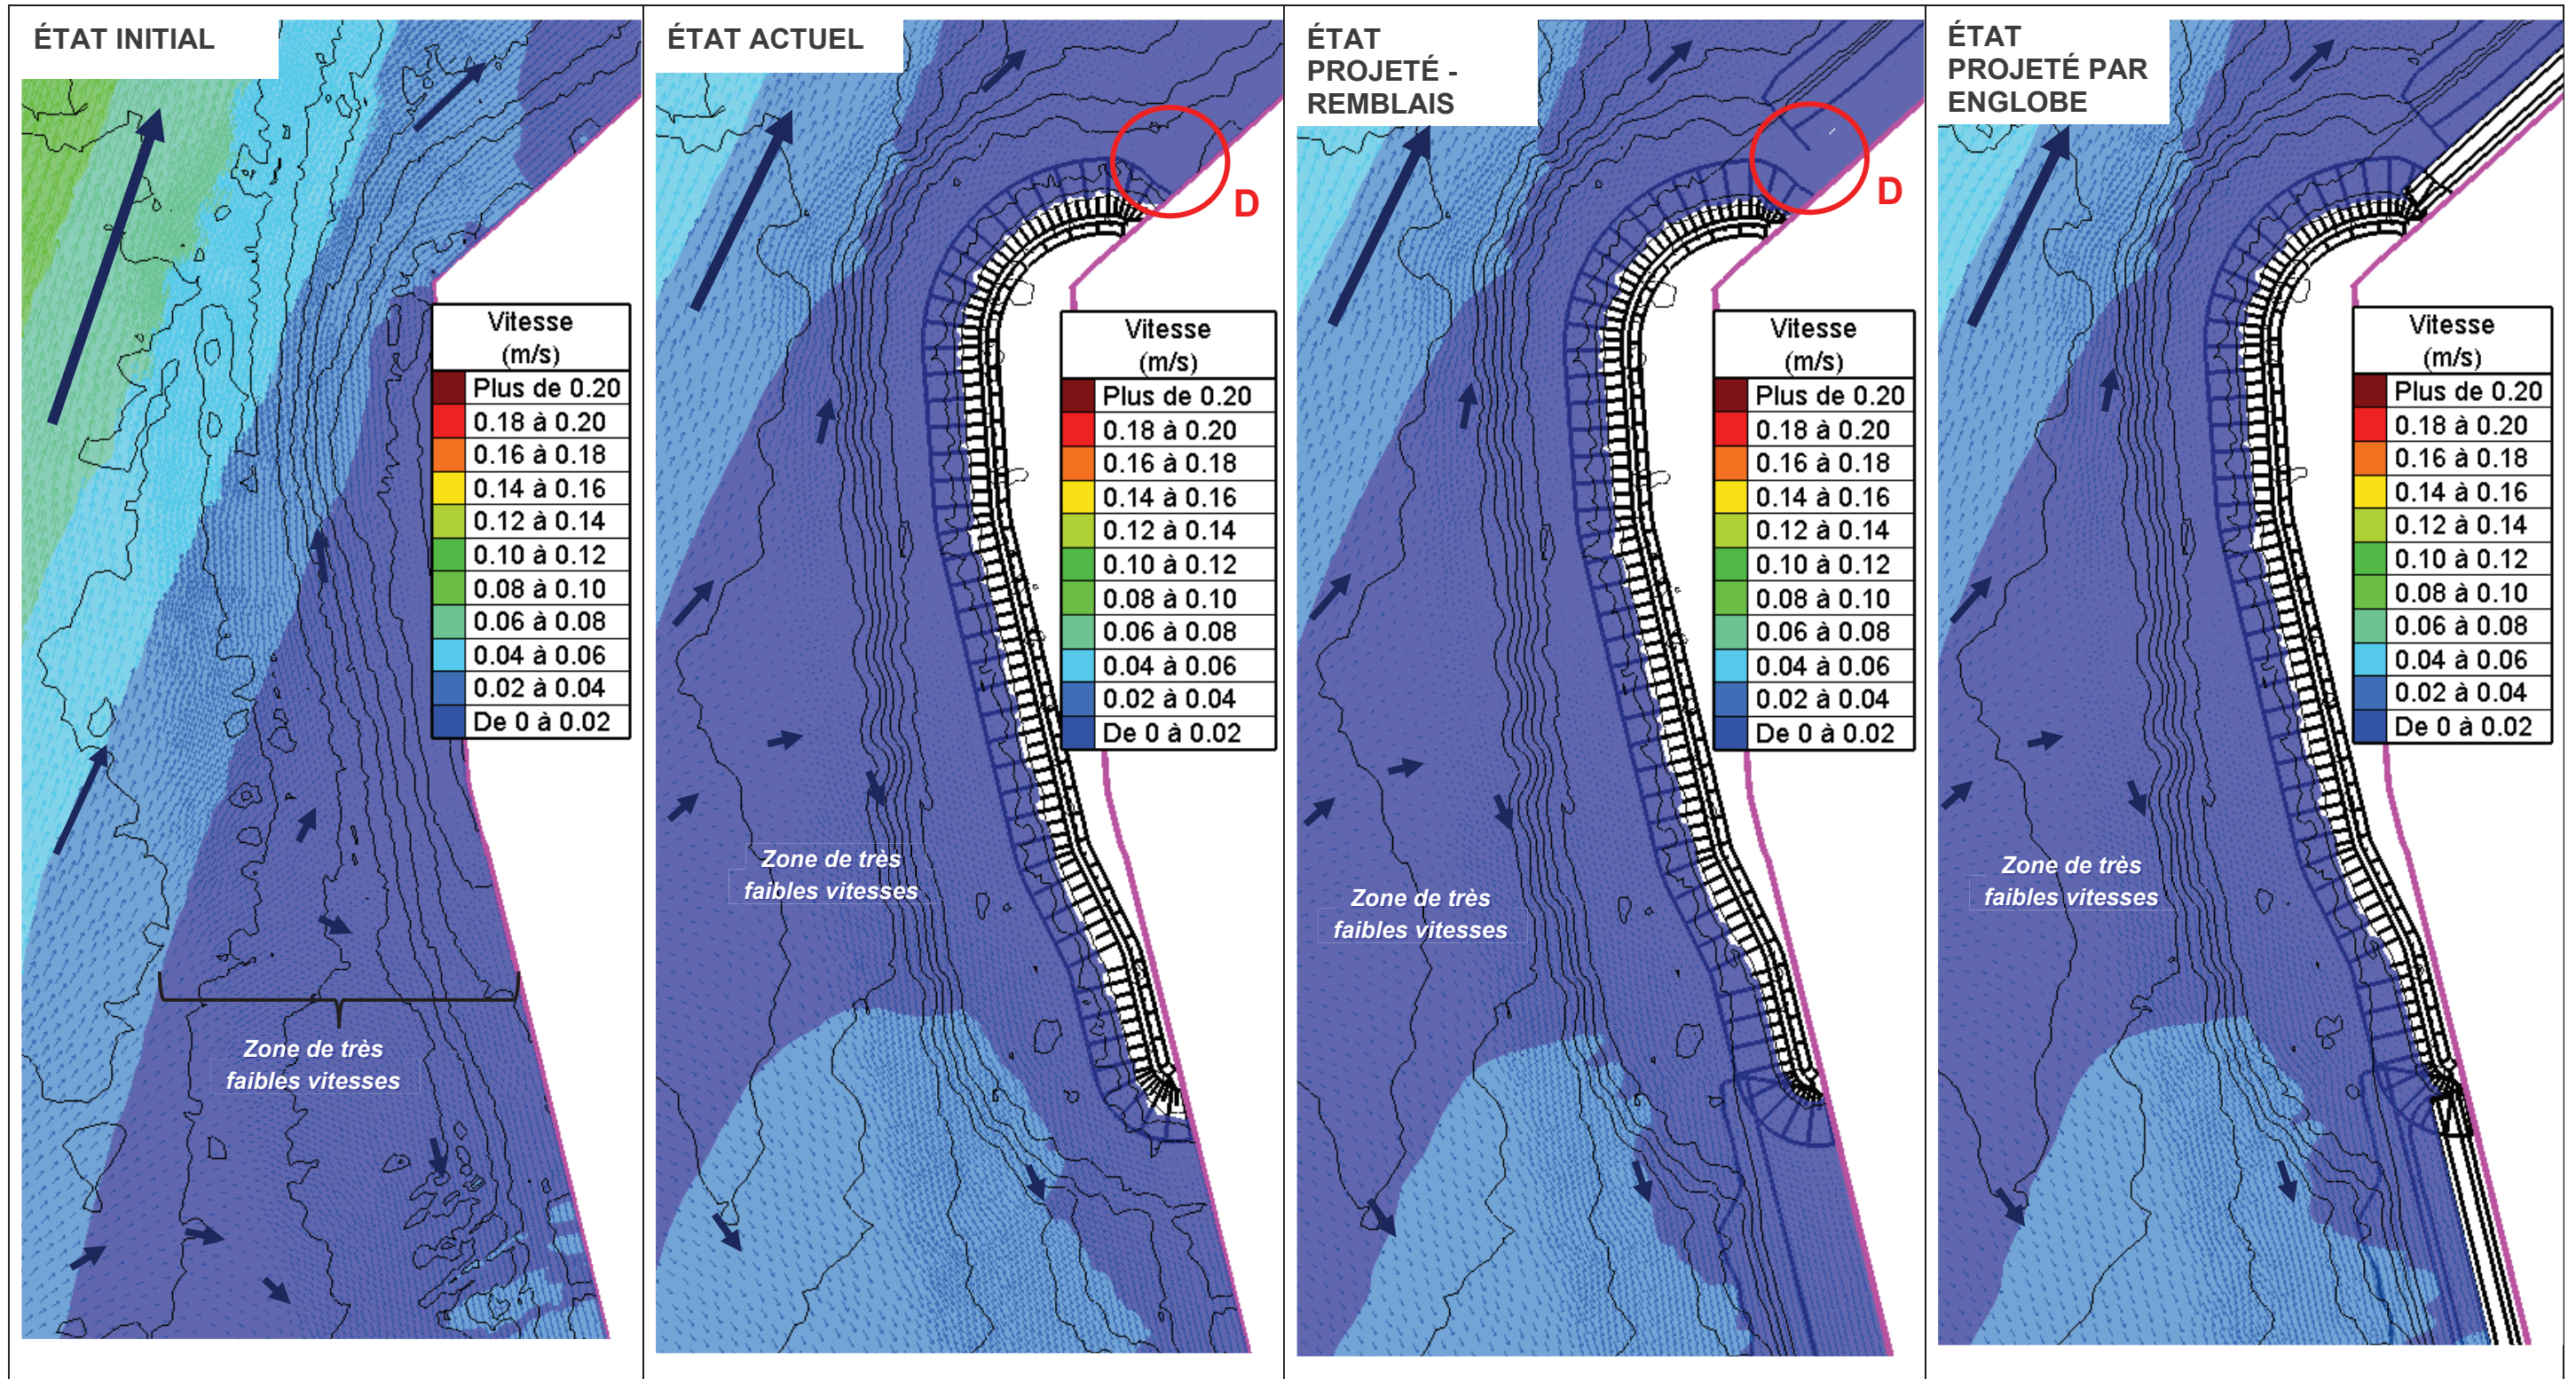 ÉTAT INITIAL
Vitesse
(m/s)
Plus de 0.20
0.18 à 0.20
0.16 à 0.18
0.14 à 0.16
0.12 à 0.14
0.10 à 0.12
0.08 à 0.10
0.06 à 0.08
0.04 à 0.06
0.02 à 0.04
De 0 à 0.02
Zone de très
faibles vitesses
ÉTAT ACTUEL
D
Vitesse
(m/s)
Plus de 0.20
0.18 à 0.20
0.16 à 0.18
0.14 à 0.16
0.12 à 0.14
0.10 à 0.12
0.08 à 0.10
0.06 à 0.08
0.04 à 0.06
0.02 à 0.04
De 0 à 0.02
Zone de très
faibles vitesses
ÉTAT
PROJETÉ -
REMBLAIS
D
Vitesse
(m/s)
Plus de 0.20
0.18 à 0.20
0.16 à 0.18
0.14 à 0.16
0.12 à 0.14
0.10 à 0.12
0.08 à 0.10
0.06 à 0.08
0.04 à 0.06
0.02 à 0.04
De 0 à 0.02
Zone de très
faibles vitesses
ÉTAT
PROJETÉ PAR
ENGLOBE
Vitesse
(m/s)
Plus de 0.20
0.18 à 0.20
0.16 à 0.18
0.14 à 0.16
0.12 à 0.14
0.10 à 0.12
0.08 à 0.10
0.06 à 0.08
0.04 à 0.06
0.02 à 0.04
De 0 à 0.02
Zone de très
faibles vitesses